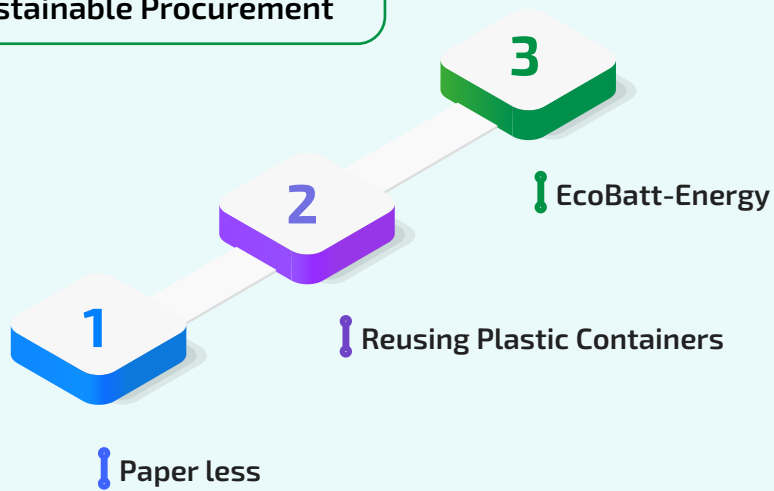 stainable Procurement
3
EcoBatt-Energy
2
Reusing Plastic Containers
1
Paper less